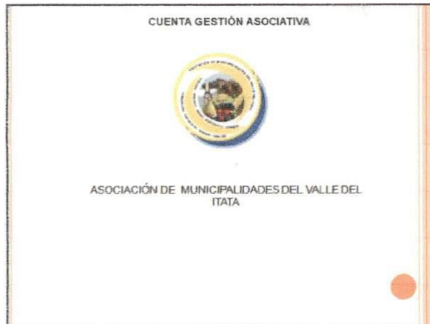 CUENTA GESTIÓN ASOCIATIVA
ASOCIACIÓN DE MUNICIPALIDADES DEL VALLE DEL
ITATA